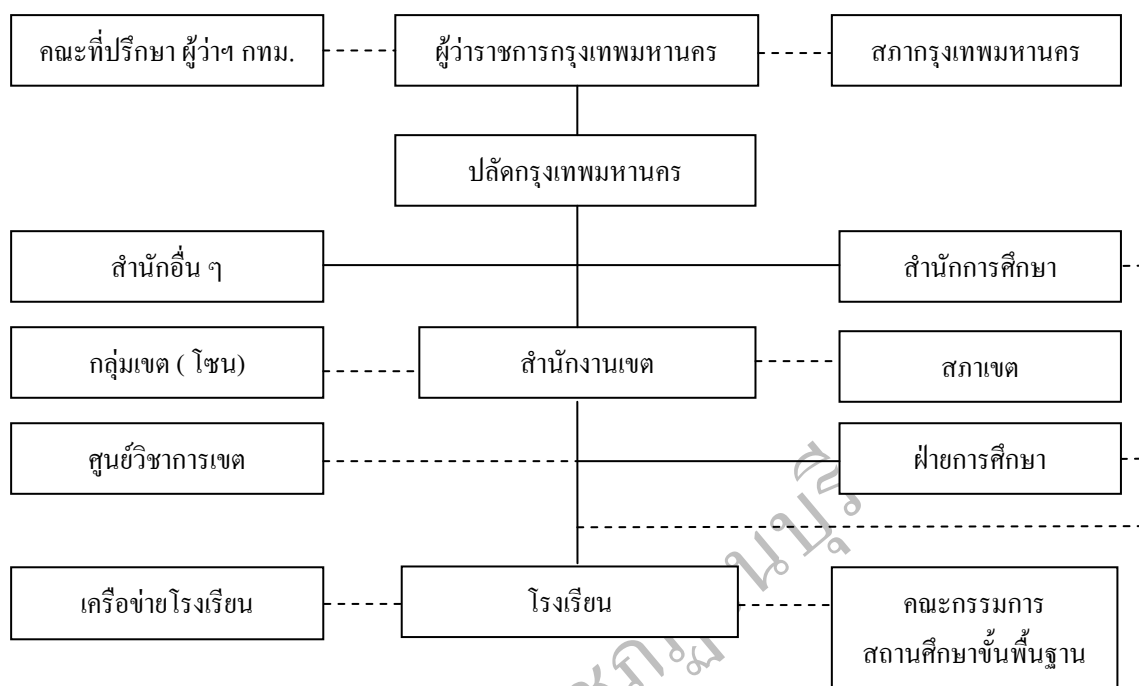 คณะที่ปรึกษา ผู้ว่าฯ กทม.
ผู้ว่าราชการกรุงเทพมหานคร
สภากรุงเทพมหานคร
ปลัดกรุงเทพมหานคร
สำนักอื่น ๆ
สำนักการศึกษา
กลุ่มเขต ( โซน)
สำนักงานเขต
สภาเขต
ศูนย์วิชาการเขต
ฝ่ายการศึกษา
เครือข่ายโรงเรียน
โรงเรียน
คณะกรรมการ
สถานศึกษาขั้นพื้นฐาน